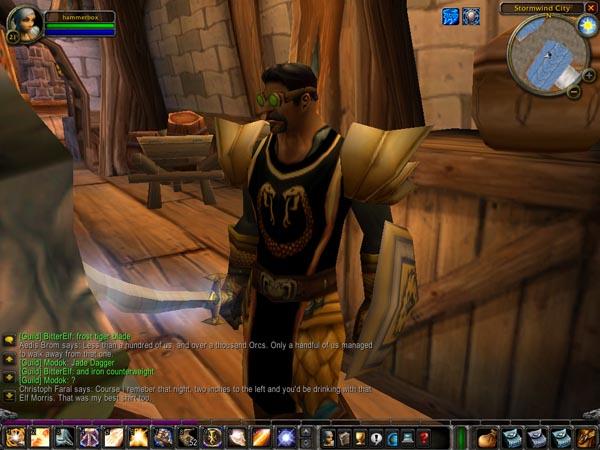 hammerbox
21
Stormwind City
N
[Guild] BitterElf: frost tiger blade
Aedis Brom says: Less than a hundred of us, and over a thousand Orcs. Only a handful of us managed
to walk away from that one.
[Guild] Modok: Jade Dagger
[Guild] BitterElf: and iron counterweight
[Guild] Modok: ?
Christoph Faral says: Course I remeber that night, two inches to the left and you'd be drinking with that
Elf Morris. That was my best shirt too.